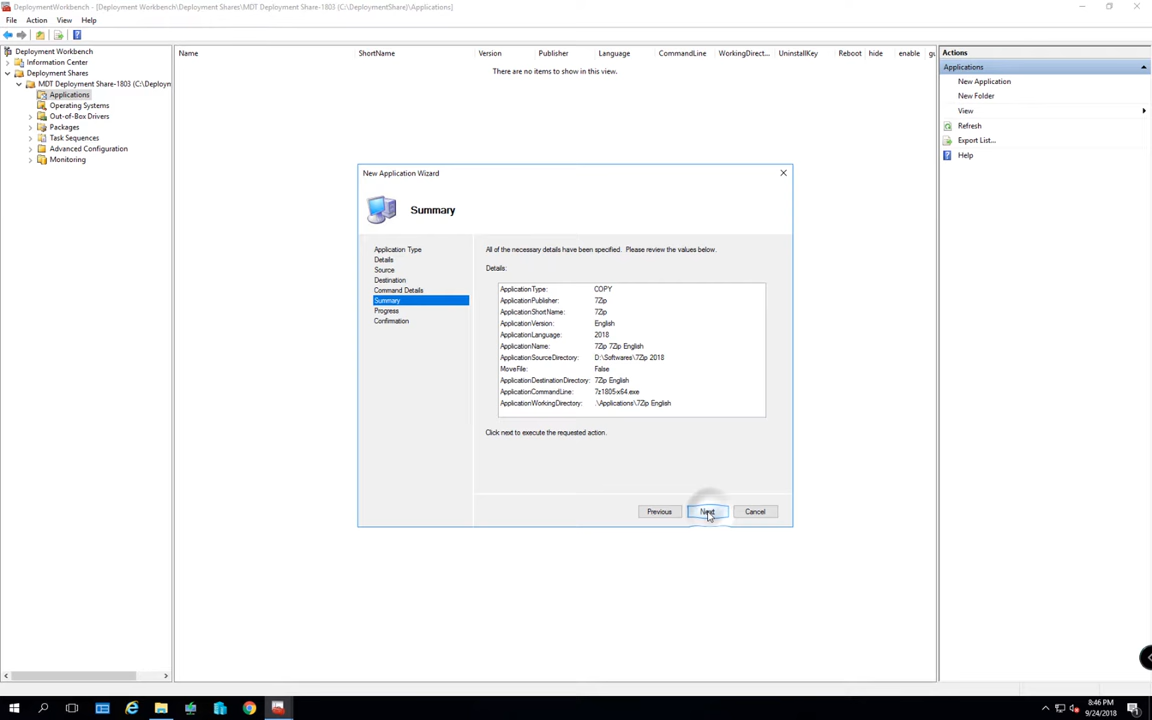 DeploymentWorkbench - [Deployment Workbench\Deployment Shares\MDT Deployment Share-1803 (C:\DeploymentShare)\Applications]
File Action View Help
Deployment Workbench
Information Center
Deployment Shares
MDT Deployment Share-1803 (C:\Deploym
Applications
Operating Systems
Out-of-Box Drivers
Packages
Task Sequences
Advanced Configuration
Monitoring
Name ShortName Version Publisher Language CommandLine WorkingDirect... UninstallKey Reboot hide enable gu
There are no items to show in this view.
Actions
Applications
New Application
New Folder
View
Refresh
Export List...
Help
New Application Wizard
Summary
Application Type
Details
Source
Destination
Command Details
Summary
Progress
Confirmation
All of the necessary details have been specified. Please review the values below.
Details:
ApplicationType: COPY
ApplicationPublisher: 7Zip
ApplicationShortName: 7Zip
ApplicationVersion: English
ApplicationLanguage: 2018
ApplicationName: 7Zip 7Zip English
ApplicationSourceDirectory: D:\Softwares\7Zip 2018
MoveFile: False
ApplicationDestinationDirectory: 7Zip English
ApplicationCommandLine: 7z1805-x64.exe
ApplicationWorkingDirectory: .\Applications\7Zip English
Click next to execute the requested action.
Previous Next Cancel
8:46 PM
9/24/2018